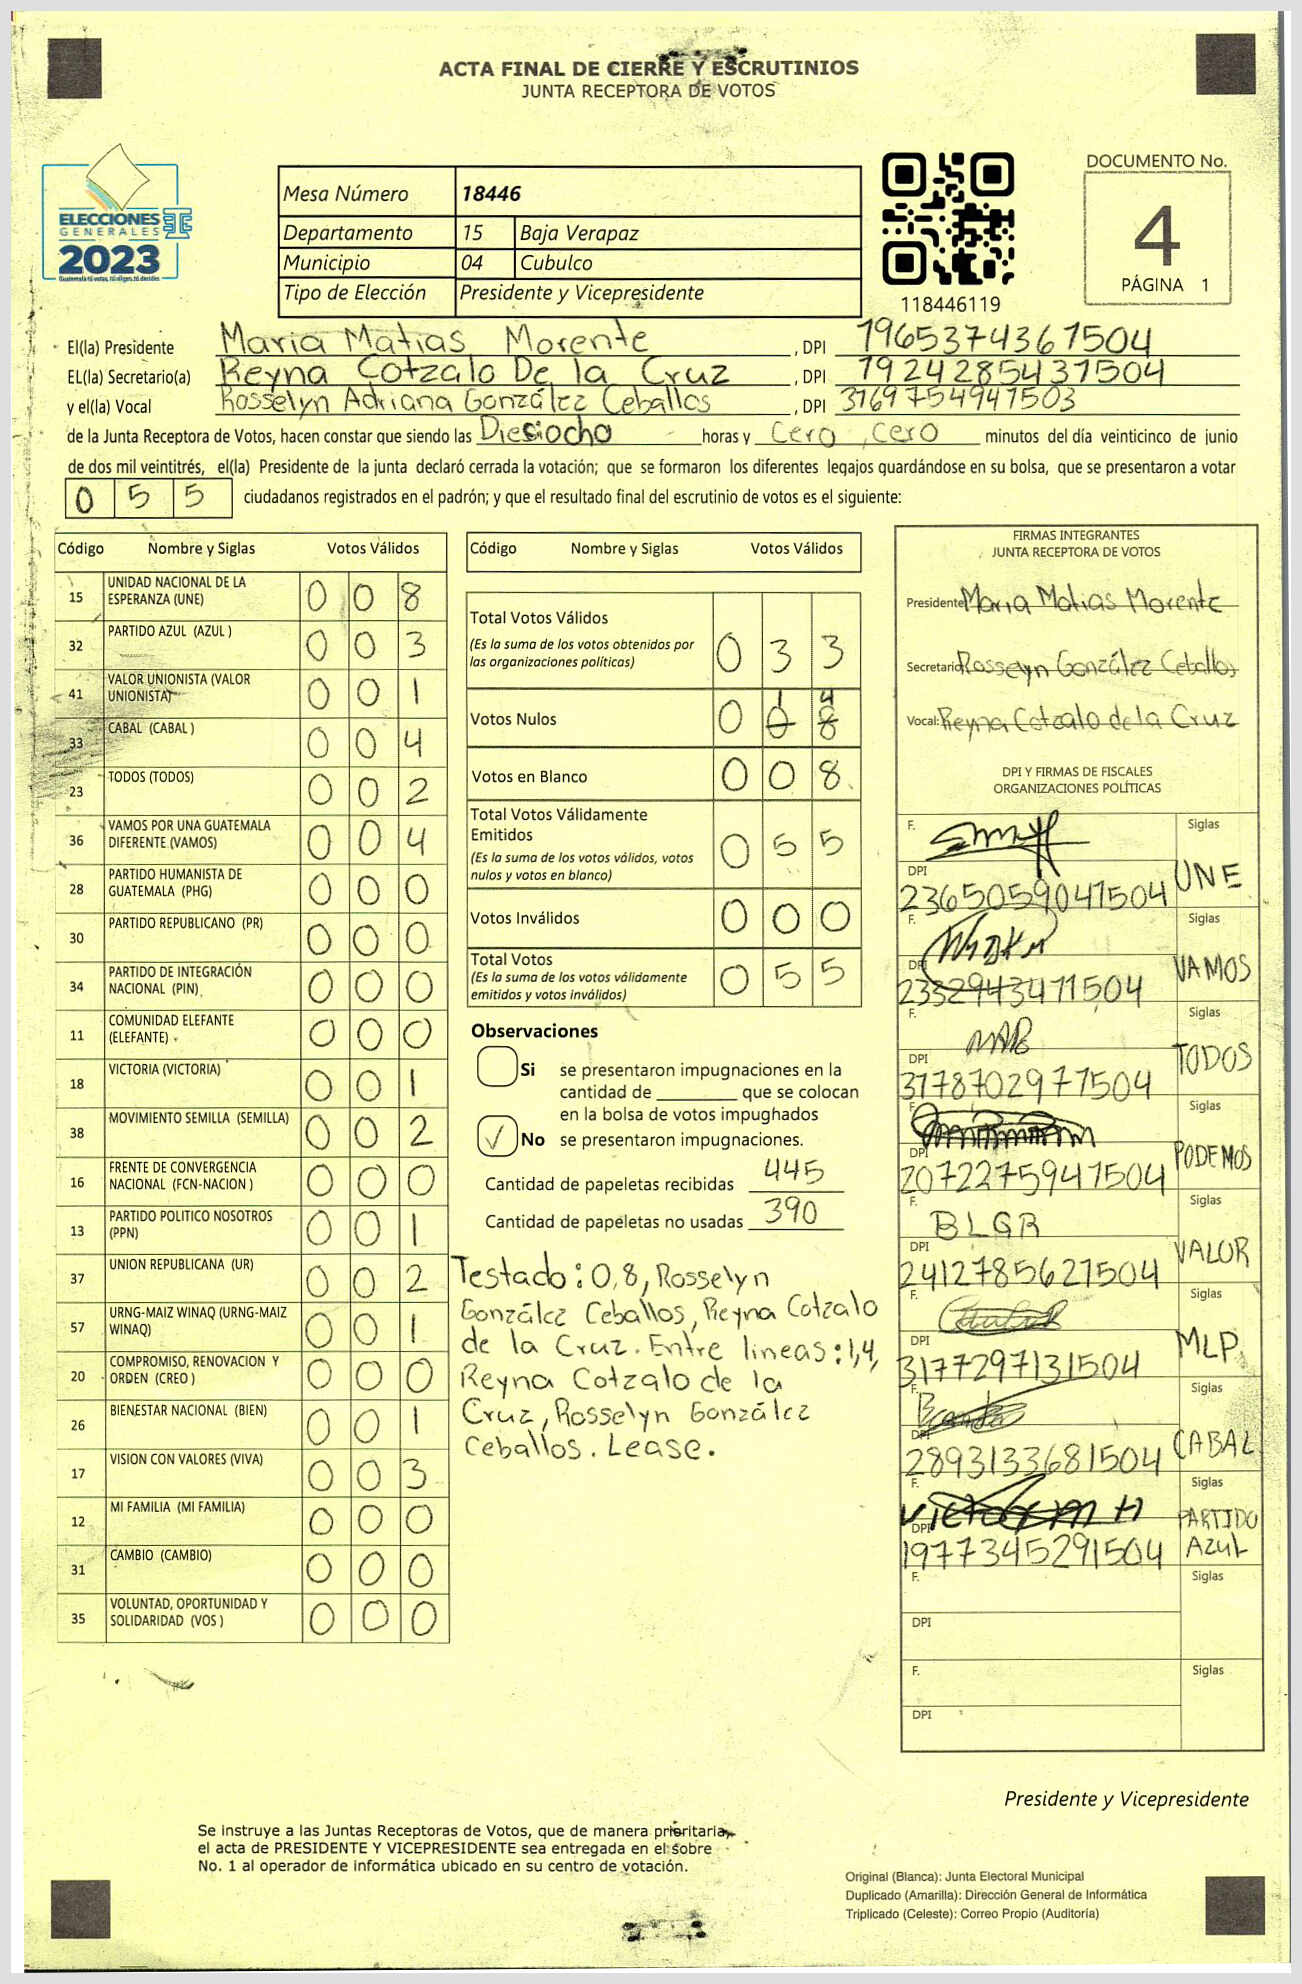 ACTA FINAL DE CIERRE Y ESCRUTINIOS
JUNTA RECEPTORA DE VOTOS
ELECCIONES
GENERALES
2023
Guatemala tú votas, tú eliges, tú decides
Mesa Número 18446
Departamento 15 Baja Verapaz
Municipio 04 Cubulco
Tipo de Elección Presidente y Vicepresidente
118446119
DOCUMENTO No.
4
PÁGINA 1
El(la) Presidente Maria Matias Morente , DPI 1965374361504
EL(la) Secretario(a) Reyna Cotzalo De la Cruz , DPI 1924285431504
y el(la) Vocal Rosselyn Adriana González Ceballos , DPI 3169754941503
de la Junta Receptora de Votos, hacen constar que siendo las Dieciocho horas y Cero , cero minutos del día veinticinco de junio
de dos mil veintitrés, el(la) Presidente de la junta declaró cerrada la votación; que se formaron los diferentes legajos guardándose en su bolsa, que se presentaron a votar
0 5 5 ciudadanos registrados en el padrón; y que el resultado final del escrutinio de votos es el siguiente:
Código Nombre y Siglas Votos Válidos
15 UNIDAD NACIONAL DE LA ESPERANZA (UNE) 0 0 8
32 PARTIDO AZUL (AZUL ) 0 0 3
41 VALOR UNIONISTA (VALOR UNIONISTA) 0 0 1
33 CABAL (CABAL ) 0 0 4
23 TODOS (TODOS) 0 0 2
36 VAMOS POR UNA GUATEMALA DIFERENTE (VAMOS) 0 0 4
28 PARTIDO HUMANISTA DE GUATEMALA (PHG) 0 0 0
30 PARTIDO REPUBLICANO (PR) 0 0 0
34 PARTIDO DE INTEGRACIÓN NACIONAL (PIN) 0 0 0
11 COMUNIDAD ELEFANTE (ELEFANTE) 0 0 0
18 VICTORIA (VICTORIA) 0 0 1
38 MOVIMIENTO SEMILLA (SEMILLA) 0 0 2
16 FRENTE DE CONVERGENCIA NACIONAL (FCN-NACION ) 0 0 0
13 PARTIDO POLITICO NOSOTROS (PPN) 0 0 1
37 UNION REPUBLICANA (UR) 0 0 2
57 URNG-MAIZ WINAQ (URNG-MAIZ WINAQ) 0 0 1
20 COMPROMISO, RENOVACION Y ORDEN (CREO ) 0 0 0
26 BIENESTAR NACIONAL (BIEN) 0 0 1
17 VISION CON VALORES (VIVA) 0 0 3
12 MI FAMILIA (MI FAMILIA) 0 0 0
31 CAMBIO (CAMBIO) 0 0 0
35 VOLUNTAD, OPORTUNIDAD Y SOLIDARIDAD (VOS ) 0 0 0
Código Nombre y Siglas Votos Válidos
Total Votos Válidos 0 3 3
(Es la suma de los votos obtenidos por
las organizaciones políticas)
1 4
Votos Nulos 0 0 8
Votos en Blanco 0 0 8
Total Votos Válidamente
Emitidos 0 5 5
(Es la suma de los votos válidos, votos
nulos y votos en blanco)
Votos Inválidos 0 0 0
Total Votos 0 5 5
(Es la suma de los votos válidamente
emitidos y votos inválidos)
Observaciones
Si se presentaron impugnaciones en la
cantidad de ________ que se colocan
en la bolsa de votos impughados
✓ No se presentaron impugnaciones.
Cantidad de papeletas recibidas 445
Cantidad de papeletas no usadas 390
Testado: 0,8, Rosselyn
González Ceballos, Reyna Cotzalo
de la Cruz. Entre lineas: 1,4,
Reyna Cotzalo de la
Cruz, Rosselyn González
Ceballos. Lease.
FIRMAS INTEGRANTES
JUNTA RECEPTORA DE VOTOS
Presidente Maria Matias Morente
Secretario Rosselyn González Ceballos
Vocal: Reyna Cotzalo de la Cruz
DPI Y FIRMAS DE FISCALES
ORGANIZACIONES POLÍTICAS
F. Siglas
DPI 2365059041504 UNE
F. Siglas
DPI 2332943471504 VAMOS
F. Siglas
DPI 3178702977504 TODOS
F. Siglas
DPI 2072275941504 PODEMOS
F. BLGR Siglas
DPI 2412785621504 VALOR
F. Siglas
DPI 3177297131504 MLP.
F. Siglas
DPI 2893133681504 CABAL
F. Siglas
DPI 1977345291504 PARTIDO AZUL
F. Siglas
DPI
F. Siglas
DPI
Presidente y Vicepresidente
Se instruye a las Juntas Receptoras de Votos, que de manera prioritaria,
el acta de PRESIDENTE Y VICEPRESIDENTE sea entregada en el sobre
No. 1 al operador de informática ubicado en su centro de votación.
Original (Blanca): Junta Electoral Municipal
Duplicado (Amarilla): Dirección General de Informática
Triplicado (Celeste): Correo Propio (Auditoría)